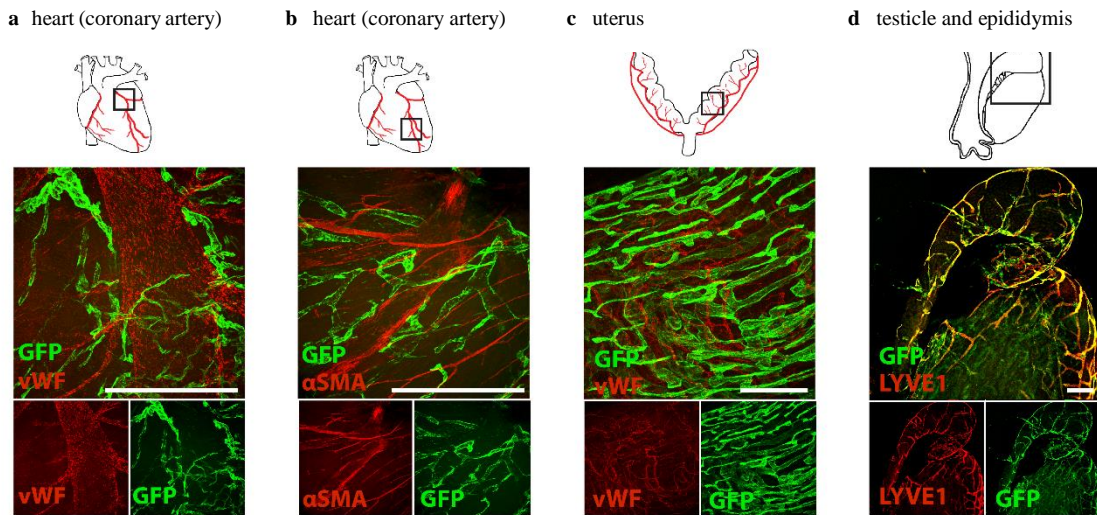 a heart (coronary artery)
b heart (coronary artery)
c uterus
d testicle and epididymis
GFP
vWF
GFP
αSMA
GFP
vWF
GFP
LYVE1
vWF
GFP
αSMA
GFP
vWF
GFP
LYVE1
GFP